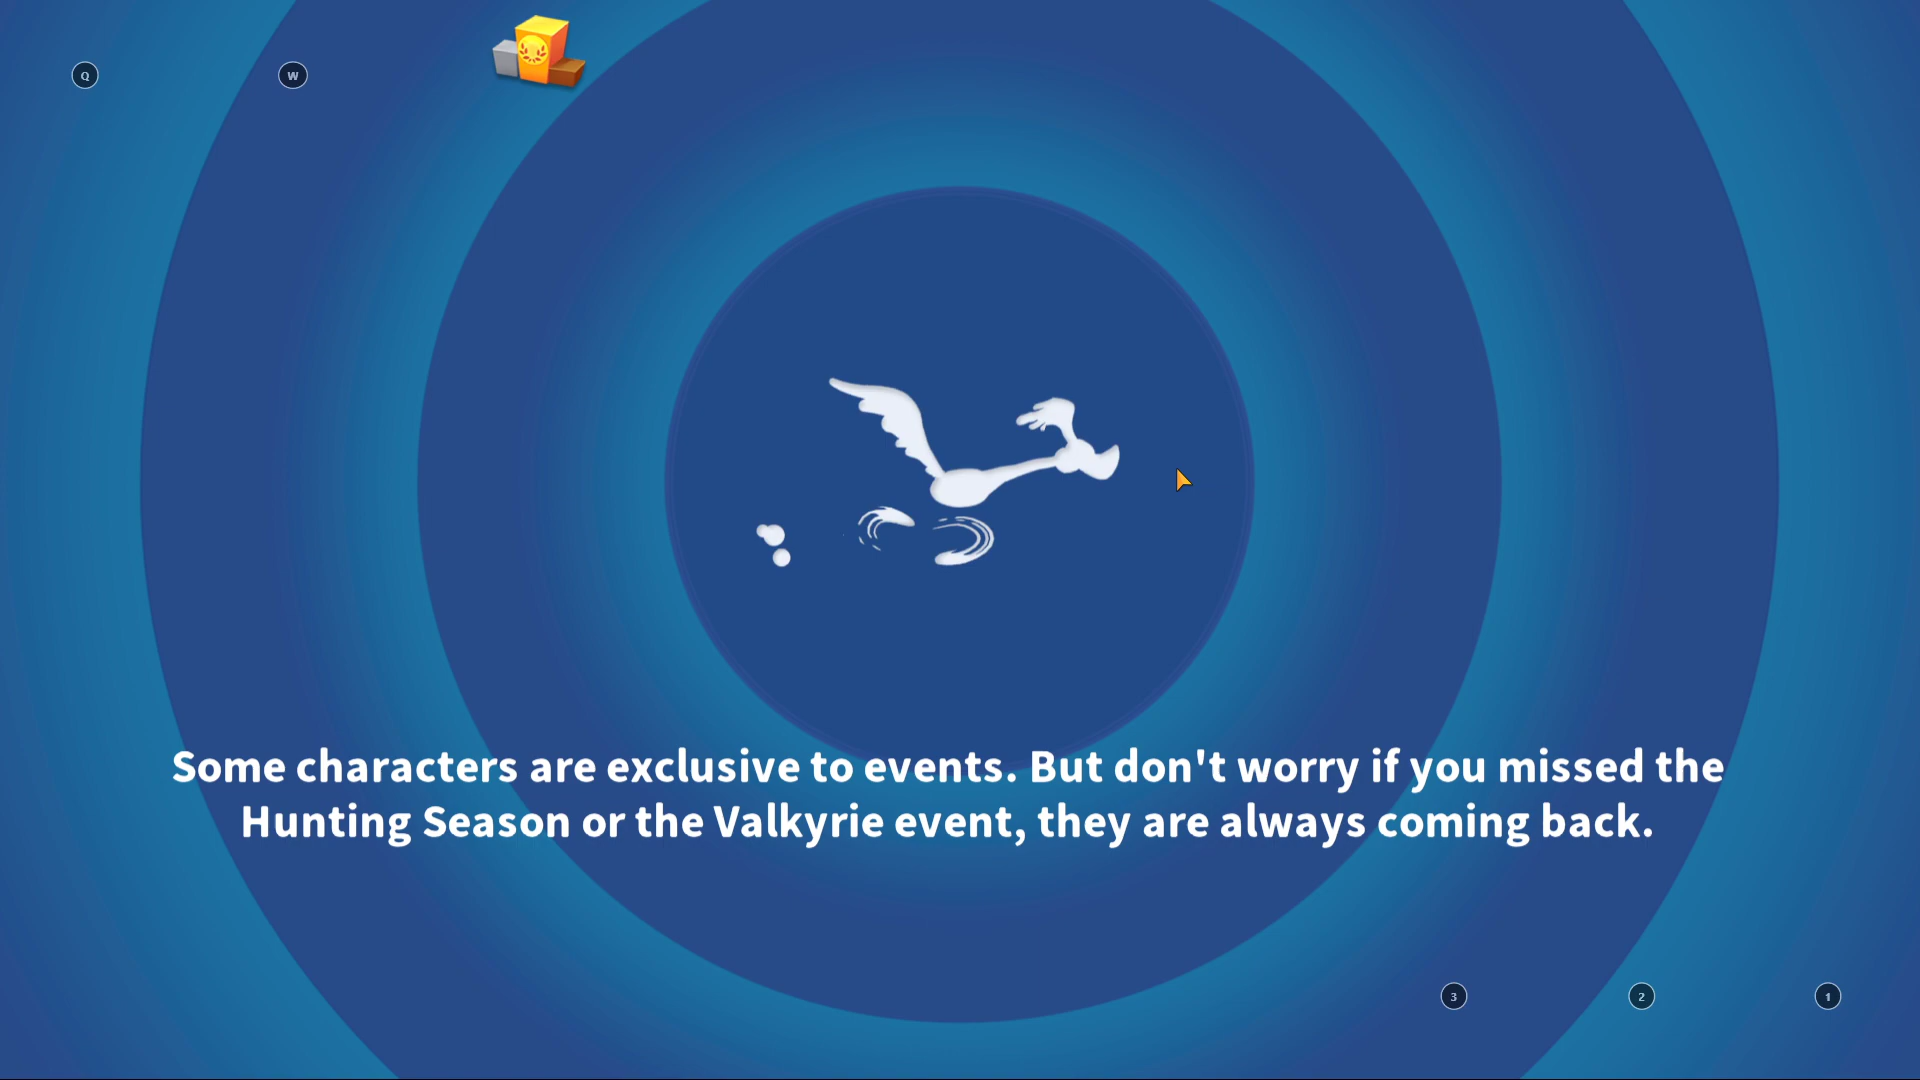 Q
W
Some characters are exclusive to events. But don't worry if you missed the
Hunting Season or the Valkyrie event, they are always coming back.
3
2
1